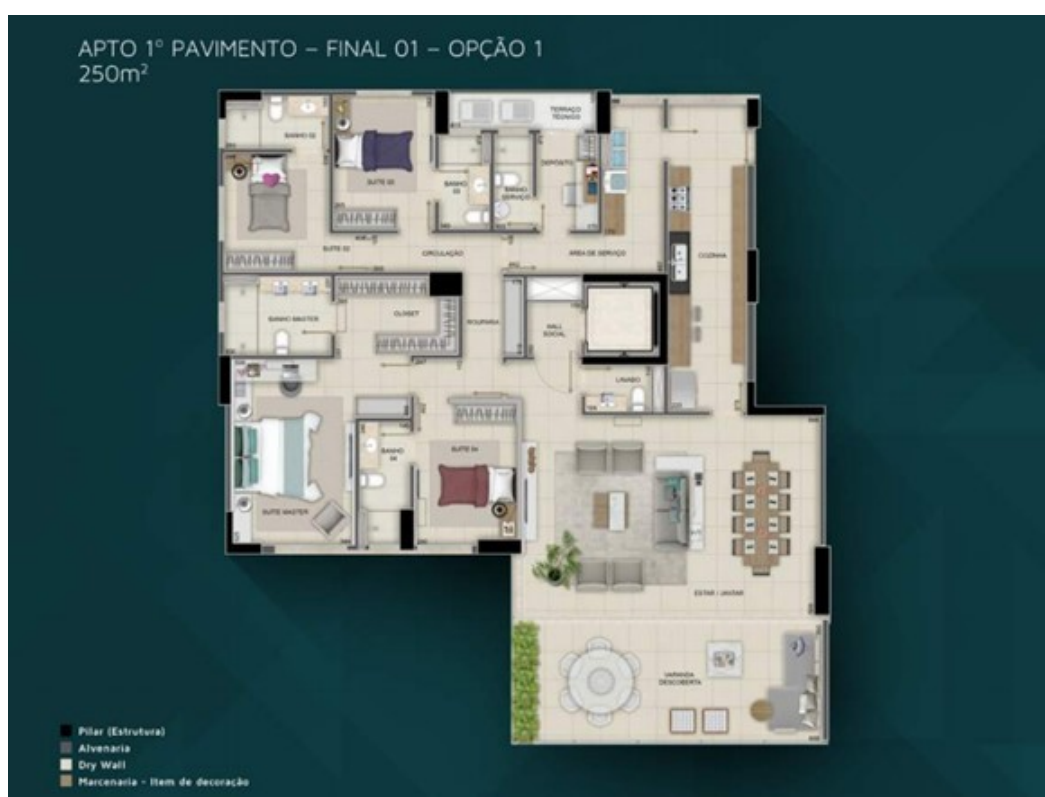 APTO 1º PAVIMENTO – FINAL 01 – OPÇÃO 1
250m²
TERRAÇO
TÉCNICO
BANHO 02
DEPÓSITO
SUITE 03
BANHO
03
BANHO
SERVIÇO
SUITE 02
CIRCULAÇÃO
AREA DE SERVIÇO
COZINHA
BANHO MASTER
CLOSET
ROUPARIA
HALL
SOCIAL
LAVABO
BANHO
04
SUITE 04
SUITE MASTER
ESTAR / JANTAR
VARANDA
DESCOBERTA
Pilar (Estrutura)
Alvenaria
Dry Wall
Marcenaria - Item de decoração